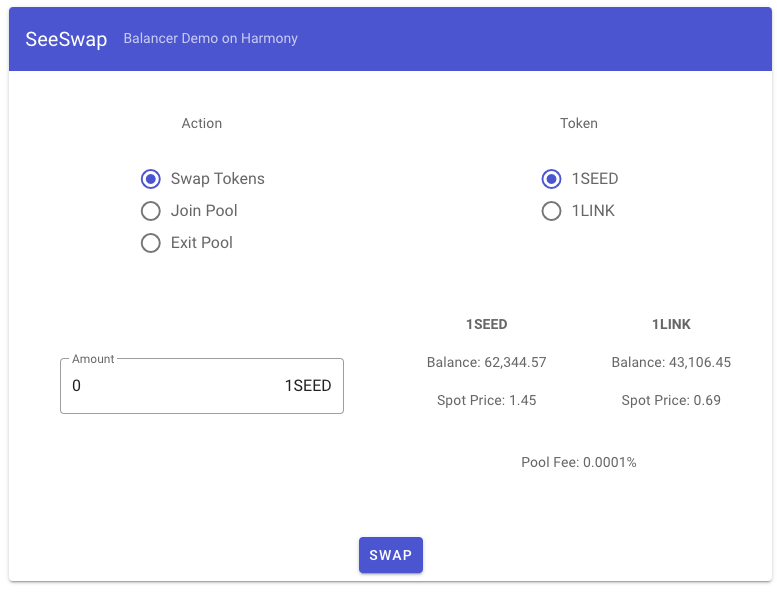 SeeSwap Balancer Demo on Harmony
Action
Swap Tokens
Join Pool
Exit Pool
Token
1SEED
1LINK
Amount
0 1SEED
1SEED 1LINK
Balance: 62,344.57 Balance: 43,106.45
Spot Price: 1.45 Spot Price: 0.69
Pool Fee: 0.0001%
SWAP